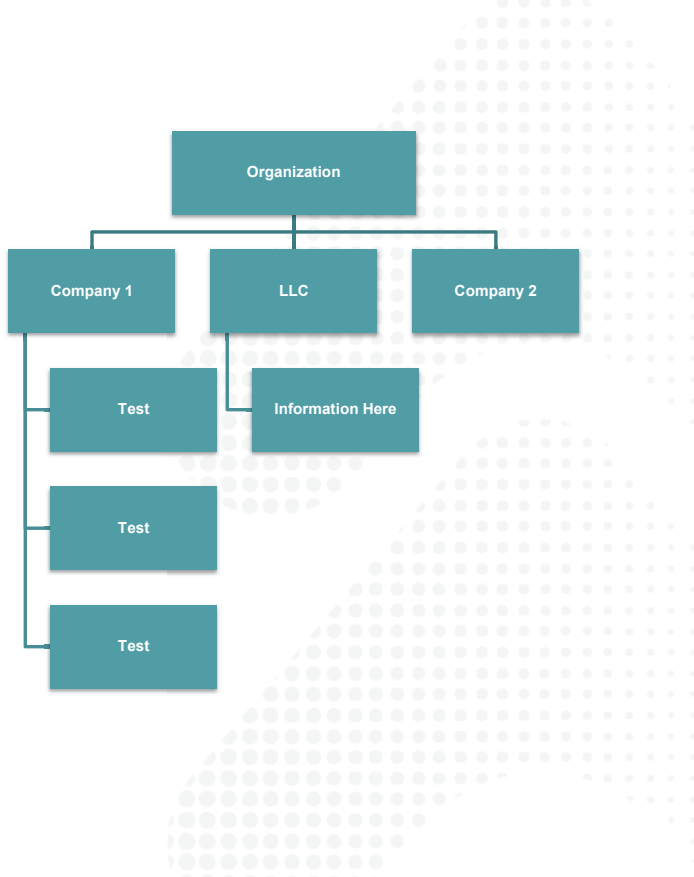 Organization
Company 1
LLC
Company 2
Test
Information Here
Test
Test